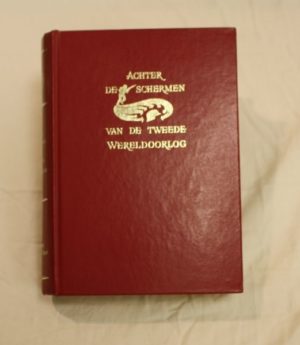 ACHTER
DE SCHERMEN
VAN DE TWEEDE
WERELDOORLOG